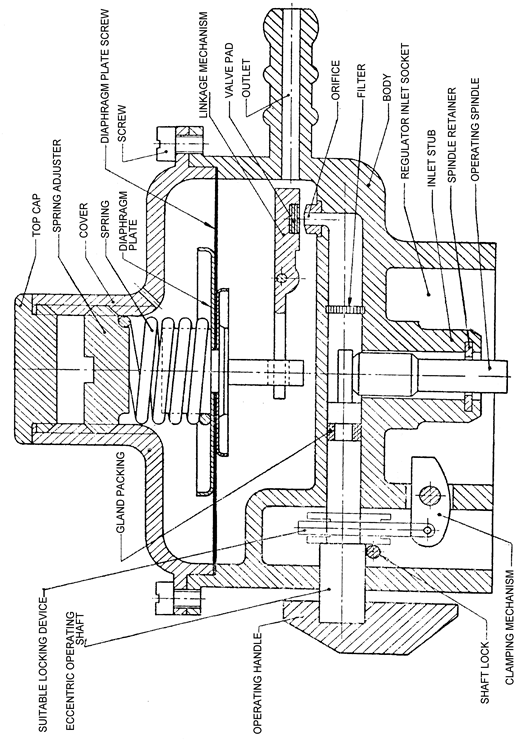 TOP CAP
SPRING ADJUSTER
COVER
SPRING
DIAPHRAGM
PLATE
DIAPHRAGM PLATE SCREW
SCREW
LINKAGE MECHANISM
VALVE PAD
OUTLET
ORIFICE
FILTER
BODY
REGULATOR INLET SOCKET
INLET STUB
SPINDLE RETAINER
OPERATING SPINDLE
GLAND PACKING
SUITABLE LOCKING DEVICE
ECCENTRIC OPERATING
SHAFT
OPERATING HANDLE
SHAFT LOCK
CLAMPING MECHANISM